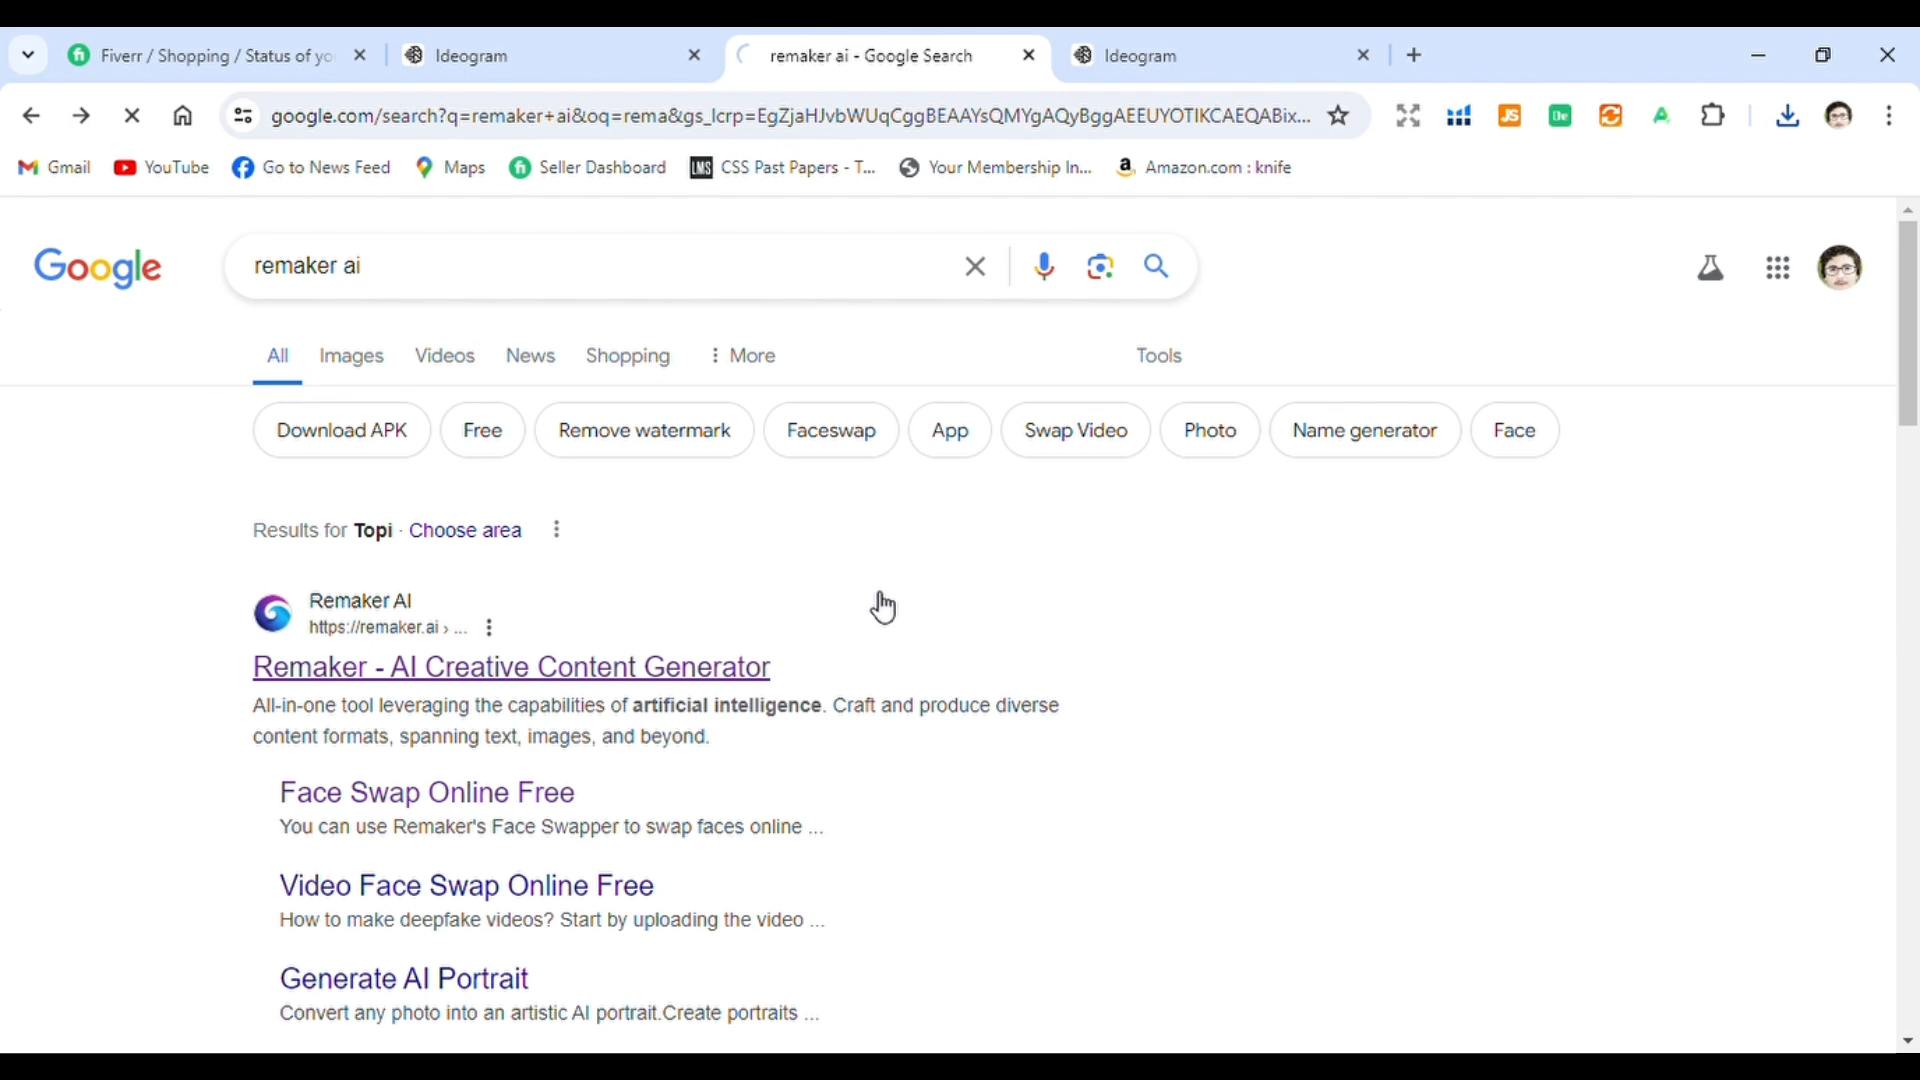 Fiverr / Shopping / Status of yo
Ideogram
remaker ai - Google Search
Ideogram
google.com/search?q=remaker+ai&oq=rema&gs_lcrp=EgZjaHJvbWUqCggBEAAYsQMYgAQyBggAEEUYOTIKCAEQABix...
JS
De
Gmail
YouTube
Go to News Feed
Maps
Seller Dashboard
LMS
CSS Past Papers - T...
Your Membership In...
Amazon.com : knife
Google
remaker ai
All
Images
Videos
News
Shopping
More
Tools
Download APK
Free
Remove watermark
Faceswap
App
Swap Video
Photo
Name generator
Face
Results for Topi · Choose area
Remaker AI
https://remaker.ai › ...
Remaker - AI Creative Content Generator
All-in-one tool leveraging the capabilities of artificial intelligence. Craft and produce diverse
content formats, spanning text, images, and beyond.
Face Swap Online Free
You can use Remaker's Face Swapper to swap faces online ...
Video Face Swap Online Free
How to make deepfake videos? Start by uploading the video ...
Generate AI Portrait
Convert any photo into an artistic AI portrait.Create portraits ...